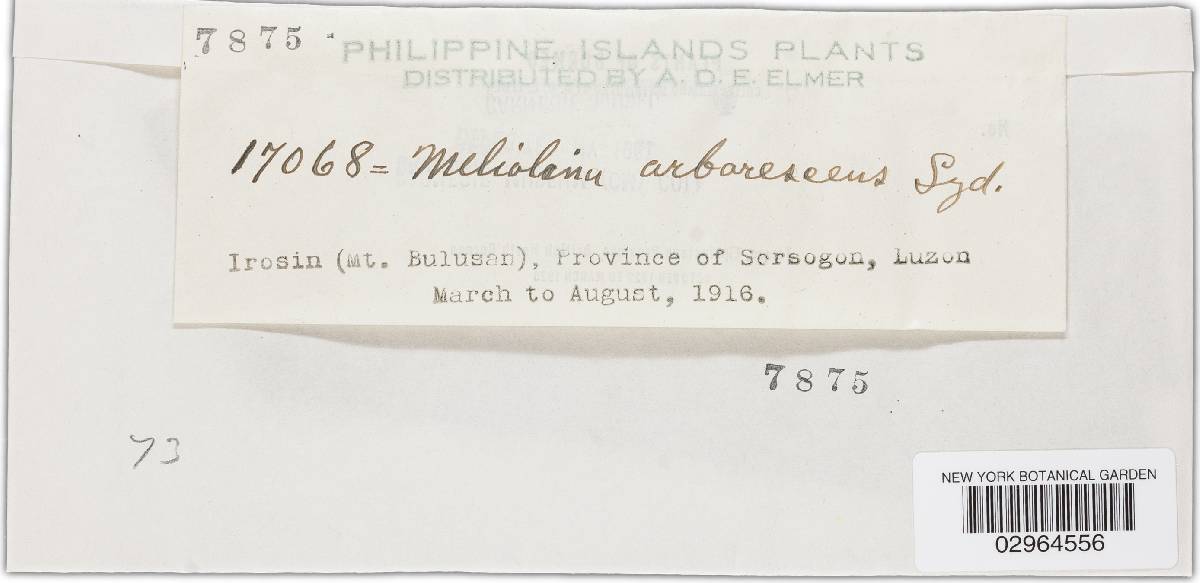 7875
PHILIPPINE ISLANDS PLANTS
DISTRIBUTED BY A. D. E. ELMER
17068= Meliolina arborescens Syd.
Irosin (Mt. Bulusan), Province of Sorsogon, Luzon
March to August, 1916.
7875
73
NEW YORK BOTANICAL GARDEN
02964556